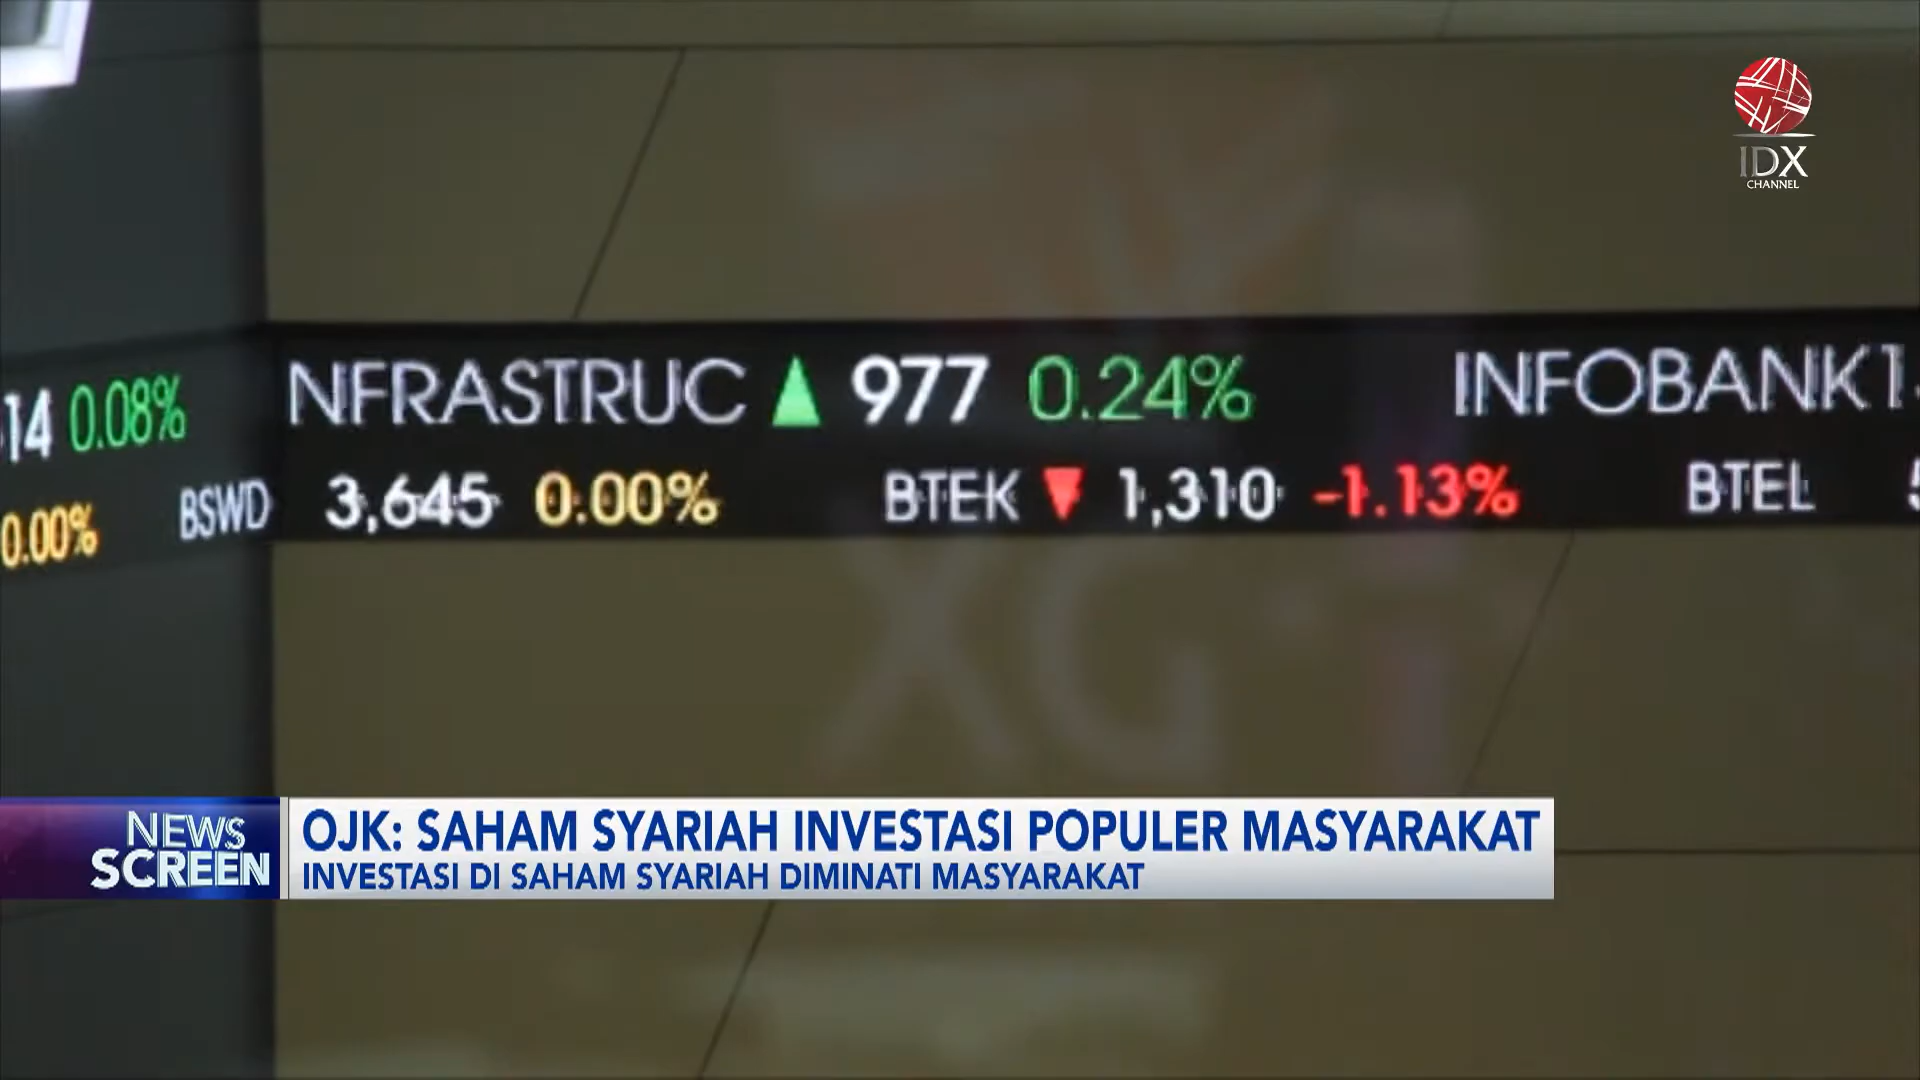 IDX
CHANNEL
14 0.08% NFRASTRUC ▲ 977 0.24% INFOBANK1
0.00% BSWD 3,645 0.00% BTEK ▼ 1,310 -1.13% BTEL
NEWS
SCREEN
OJK: SAHAM SYARIAH INVESTASI POPULER MASYARAKAT
INVESTASI DI SAHAM SYARIAH DIMINATI MASYARAKAT